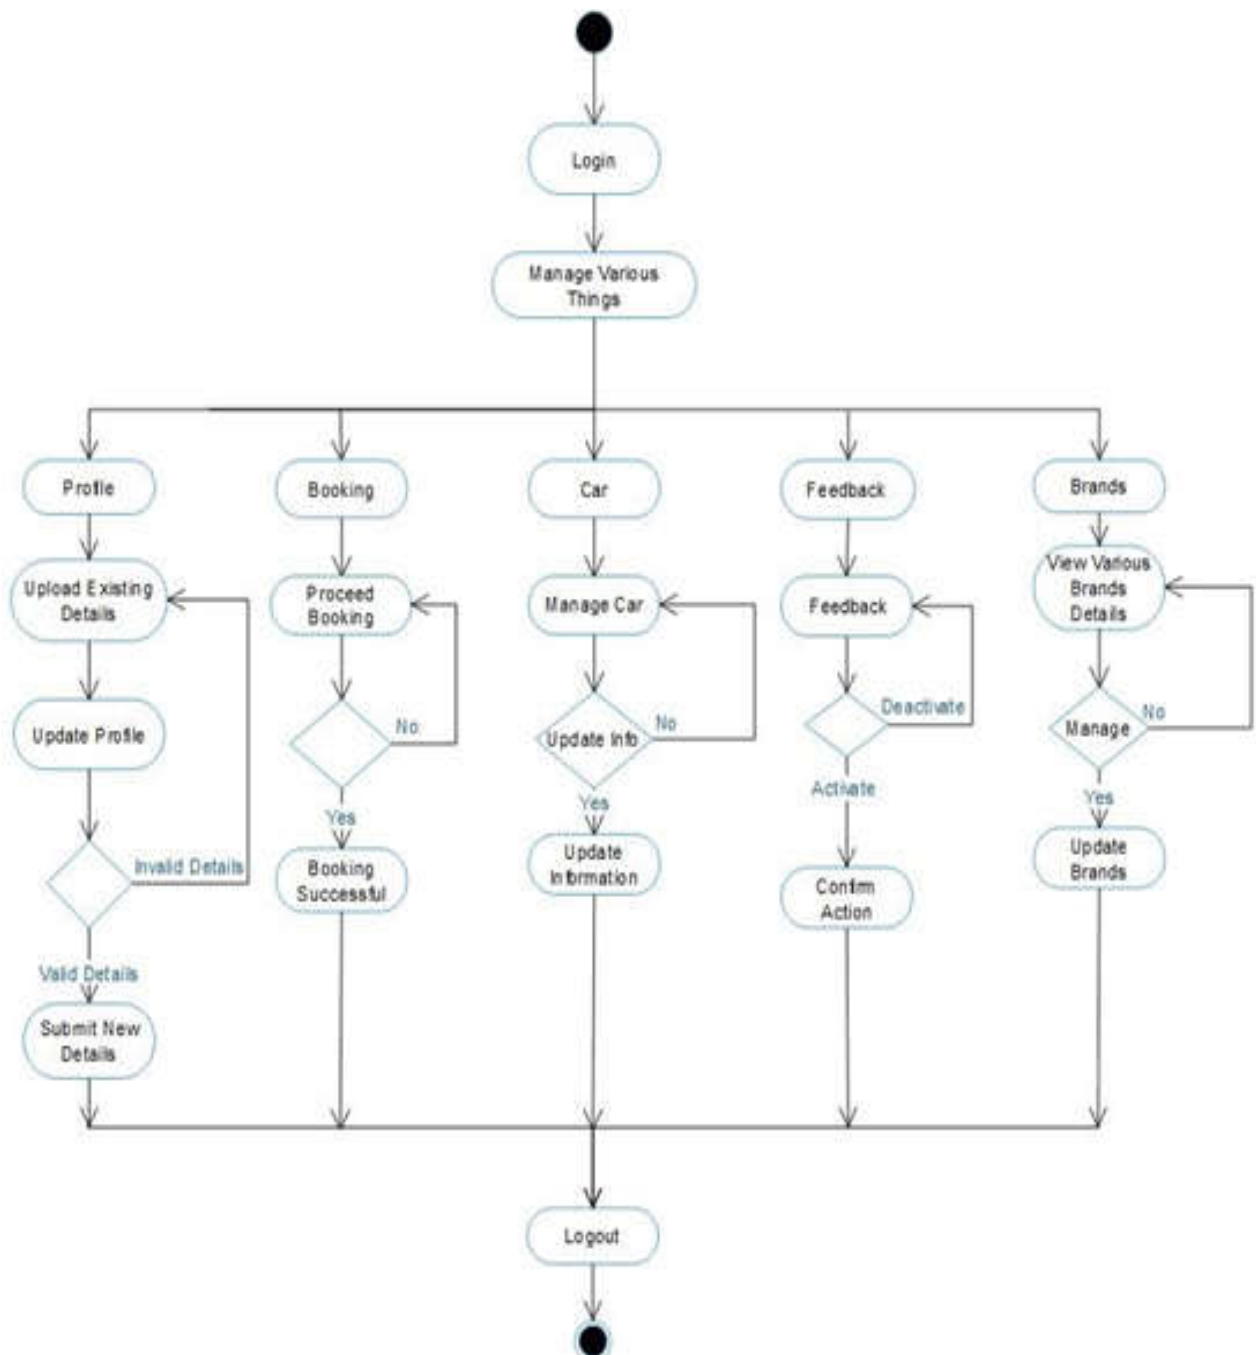 Login
Manage Various
Things
Profile
Booking
Car
Feedback
Brands
Upload Existing
Details
Proceed
Booking
Manage Car
Feedback
View Various
Brands
Details
Update Profile
No
Update Info
No
Deactivate
Manage
No
Invalid Details
Yes
Yes
Activate
Yes
Booking
Successful
Update
Information
Confirm
Action
Update
Brands
Valid Details
Submit New
Details
Logout